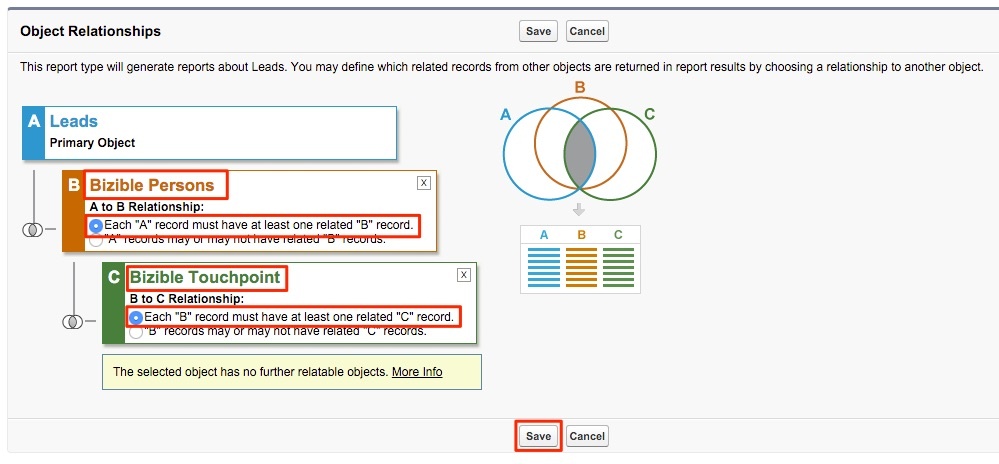 Object Relationships
Save Cancel
This report type will generate reports about Leads. You may define which related records from other objects are returned in report results by choosing a relationship to another object.
A Leads
Primary Object
B Bizible Persons X
A to B Relationship:
Each "A" record must have at least one related "B" record.
"A" records may or may not have related "B" records.
C Bizible Touchpoint X
B to C Relationship:
Each "B" record must have at least one related "C" record.
"B" records may or may not have related "C" records.
The selected object has no further relatable objects. More Info
B
A C
A B C
Save Cancel